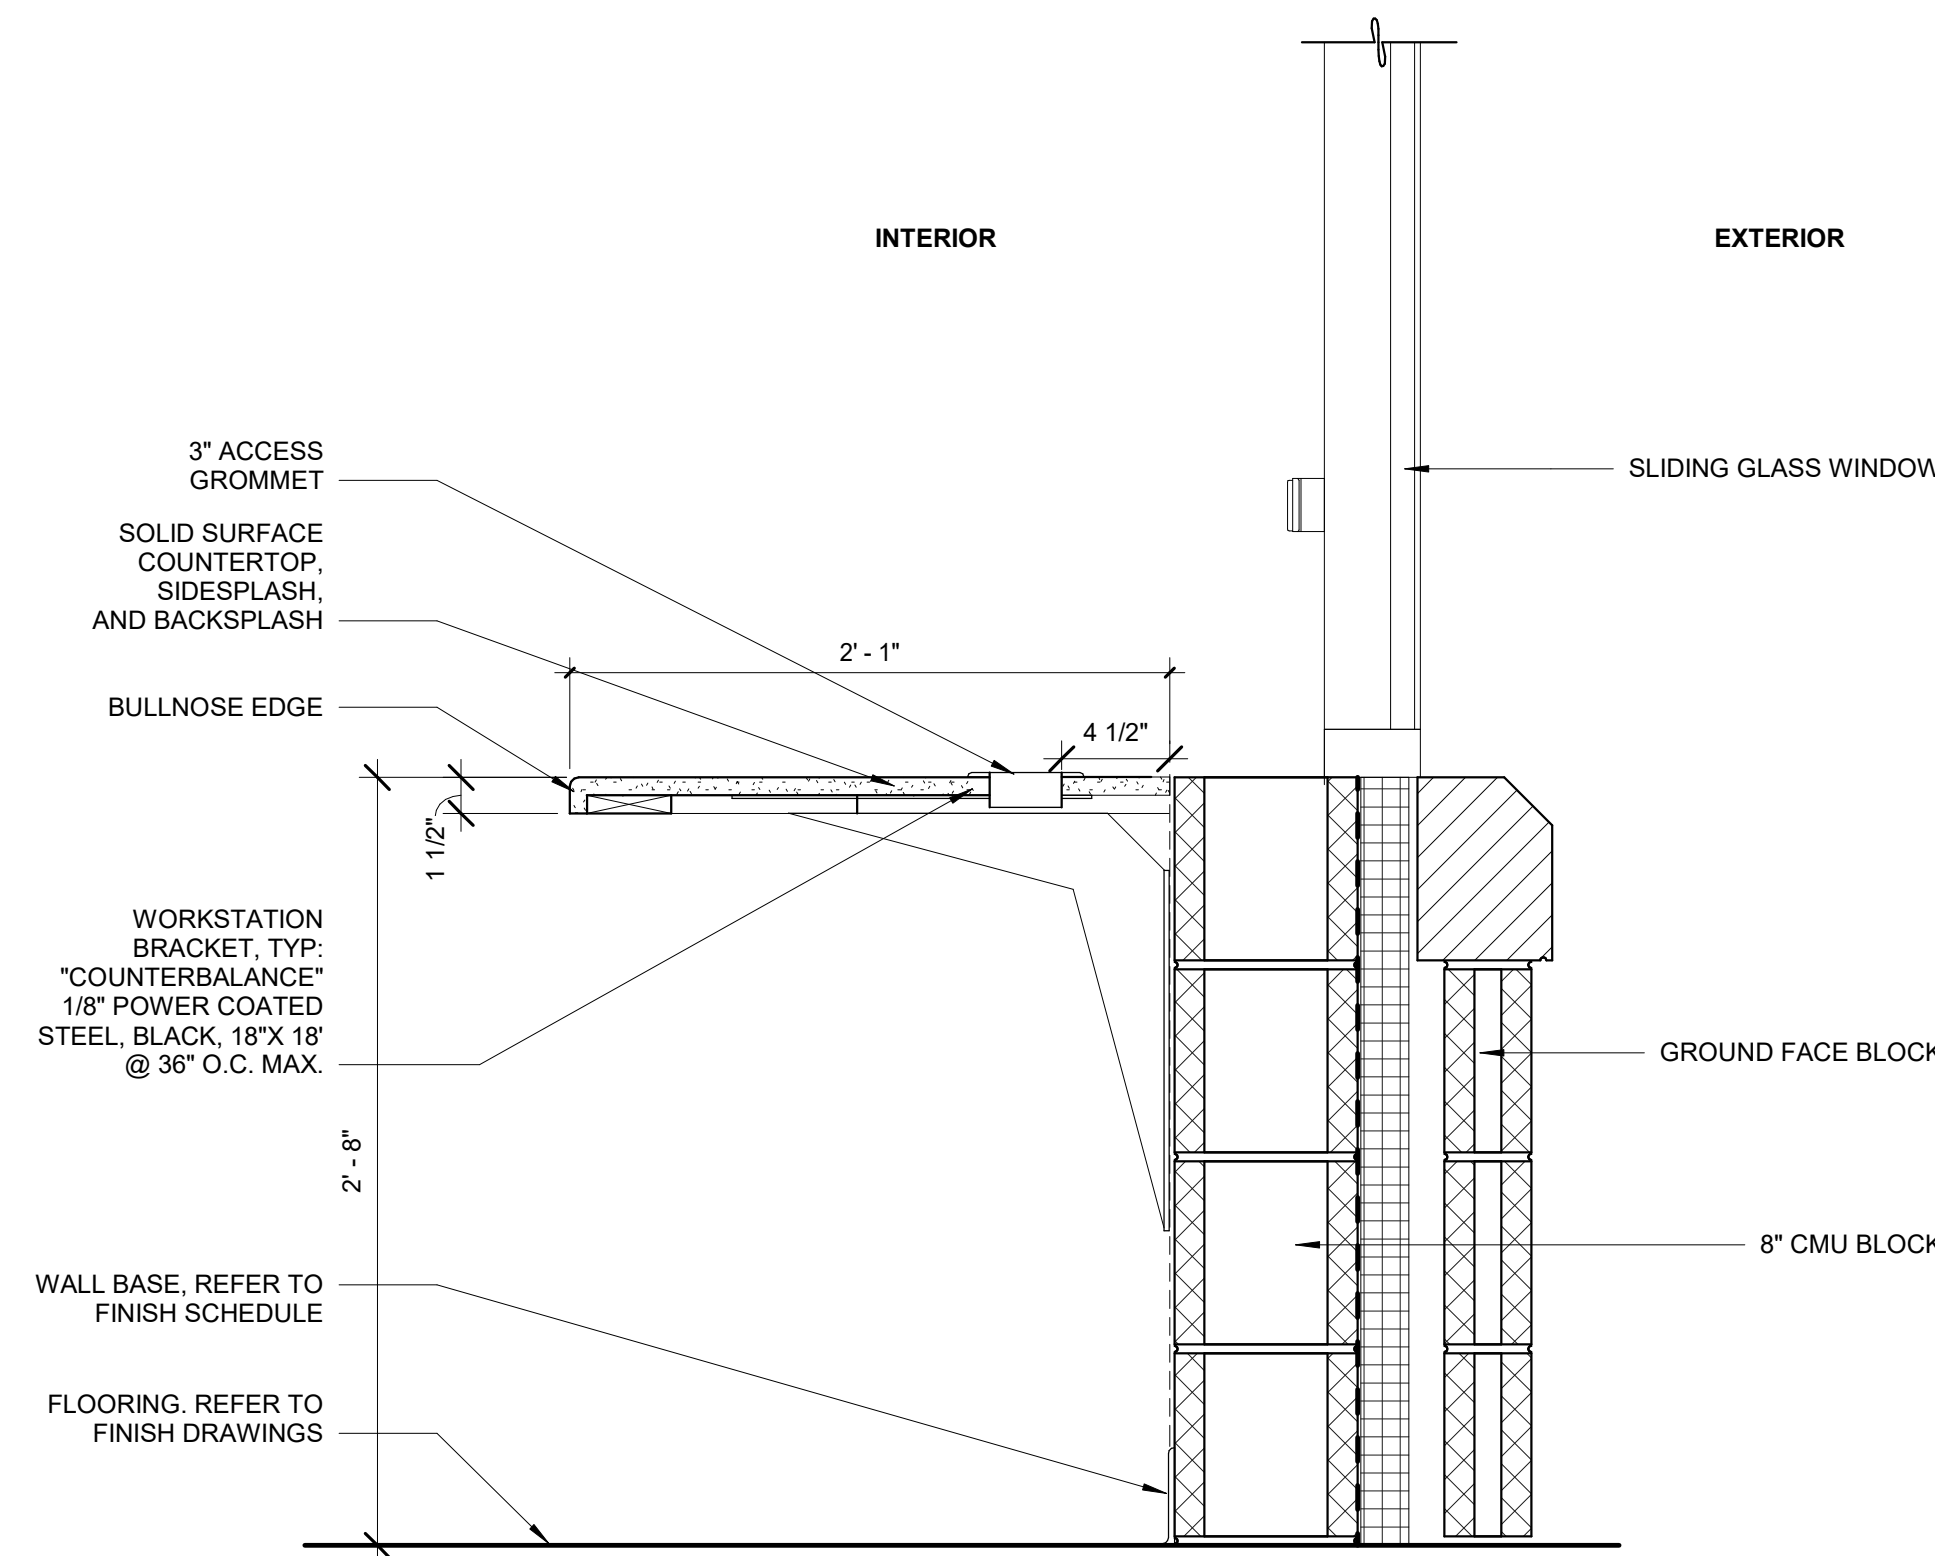 INTERIOR
EXTERIOR
3" ACCESS
GROMMET
SLIDING GLASS WINDOW
SOLID SURFACE
COUNTERTOP,
SIDESPLASH,
AND BACKSPLASH
2' - 1"
BULLNOSE EDGE
4 1/2"
1 1/2"
WORKSTATION
BRACKET, TYP:
"COUNTERBALANCE"
1/8" POWER COATED
STEEL, BLACK, 18"X 18'
@ 36" O.C. MAX.
GROUND FACE BLOCK
2' - 8"
8" CMU BLOCK
WALL BASE, REFER TO
FINISH SCHEDULE
FLOORING. REFER TO
FINISH DRAWINGS